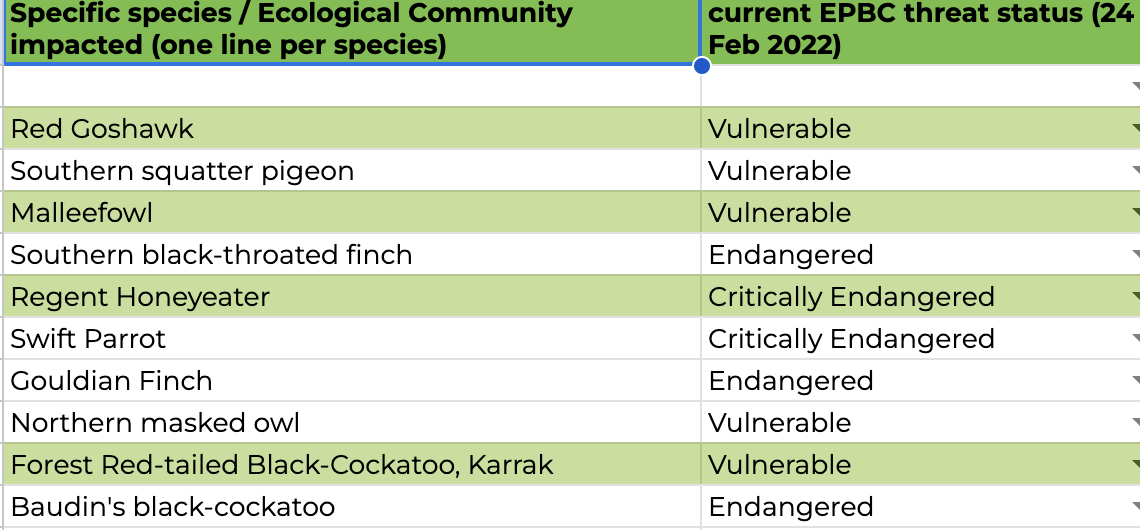 Specific species / Ecological Community
impacted (one line per species)
current EPBC threat status (24
Feb 2022)
Red Goshawk
Vulnerable
Southern squatter pigeon
Vulnerable
Malleefowl
Vulnerable
Southern black-throated finch
Endangered
Regent Honeyeater
Critically Endangered
Swift Parrot
Critically Endangered
Gouldian Finch
Endangered
Northern masked owl
Vulnerable
Forest Red-tailed Black-Cockatoo, Karrak
Vulnerable
Baudin's black-cockatoo
Endangered